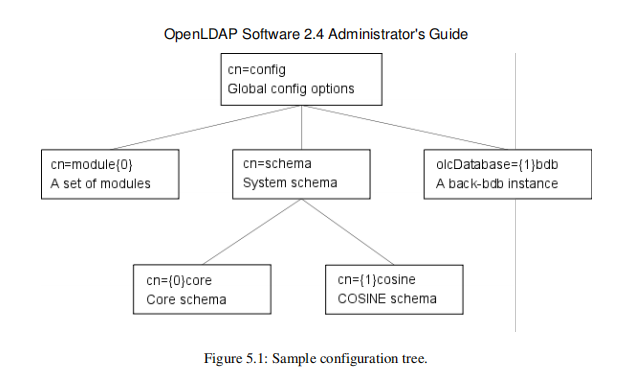 OpenLDAP Software 2.4 Administrator's Guide
cn=config
Global config options
cn=module{0}
A set of modules
cn=schema
System schema
olcDatabase={1}bdb
A back-bdb instance
cn={0}core
Core schema
cn={1}cosine
COSINE schema
Figure 5.1: Sample configuration tree.